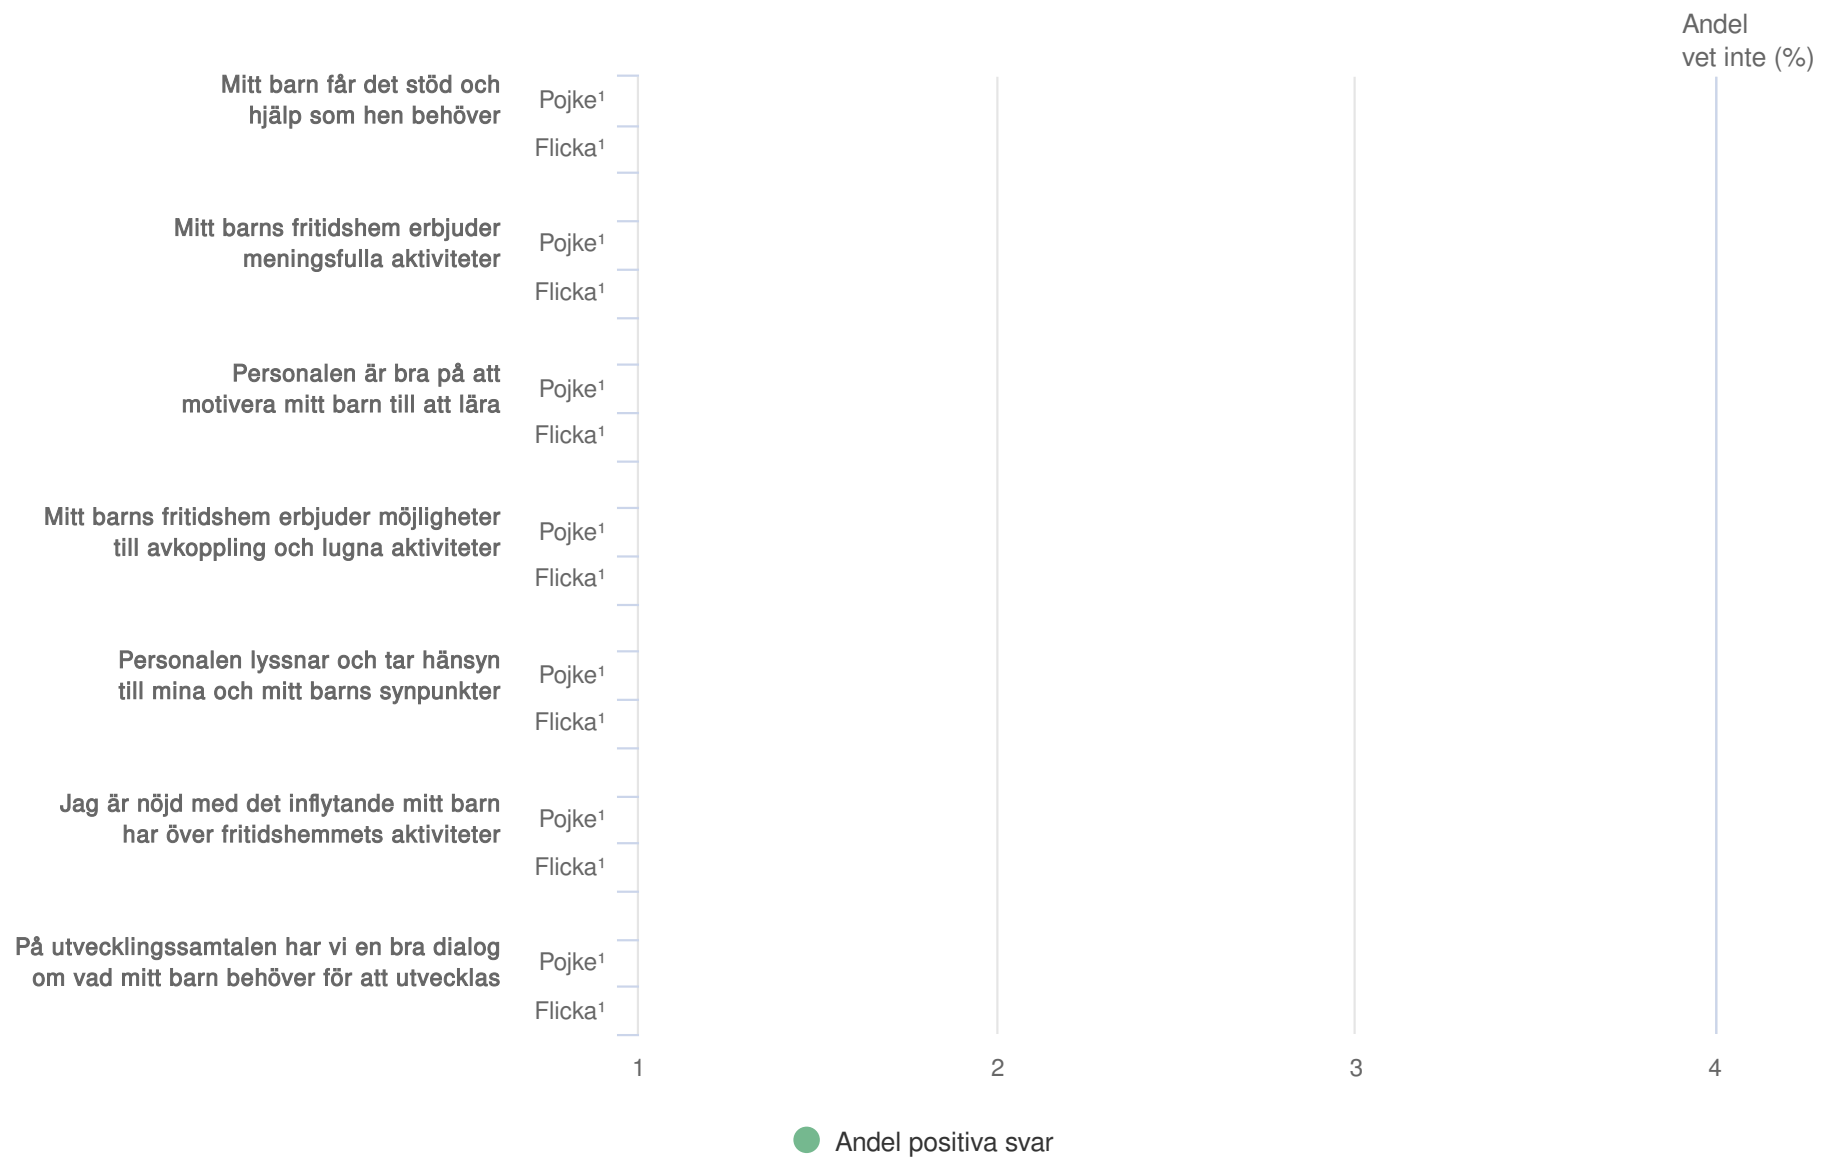 Andel
vet inte (%)
Mitt barn får det stöd och
hjälp som hen behöver
Pojke¹
Flicka¹
Mitt barns fritidshem erbjuder
meningsfulla aktiviteter
Pojke¹
Flicka¹
Personalen är bra på att
motivera mitt barn till att lära
Pojke¹
Flicka¹
Mitt barns fritidshem erbjuder möjligheter
till avkoppling och lugna aktiviteter
Pojke¹
Flicka¹
Personalen lyssnar och tar hänsyn
till mina och mitt barns synpunkter
Pojke¹
Flicka¹
Jag är nöjd med det inflytande mitt barn
har över fritidshemmets aktiviteter
Pojke¹
Flicka¹
På utvecklingssamtalen har vi en bra dialog
om vad mitt barn behöver för att utvecklas
Pojke¹
Flicka¹
1 2 3 4
Andel positiva svar